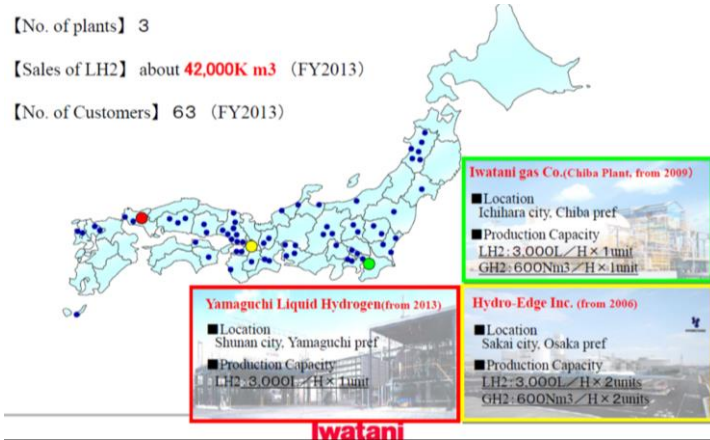 【No. of plants】 3
【Sales of LH2】 about 42,000K m3 （FY2013）
【No. of Customers】 63 （FY2013）
Iwatani gas Co.(Chiba Plant, from 2009)
■Location
Ichihara city, Chiba pref
■Production Capacity
LH2：3,000L／H×1unit
GH2：600Nm3／H×1unit
Yamaguchi Liquid Hydrogen(from 2013)
■Location
Shunan city, Yamaguchi pref
■Production Capacity
LH2：3,000L／H×1unit
Hydro-Edge Inc. (from 2006)
■Location
Sakai city, Osaka pref
■Production Capacity
LH2：3,000L／H×2units
GH2：600Nm3／H×2units
Iwatani